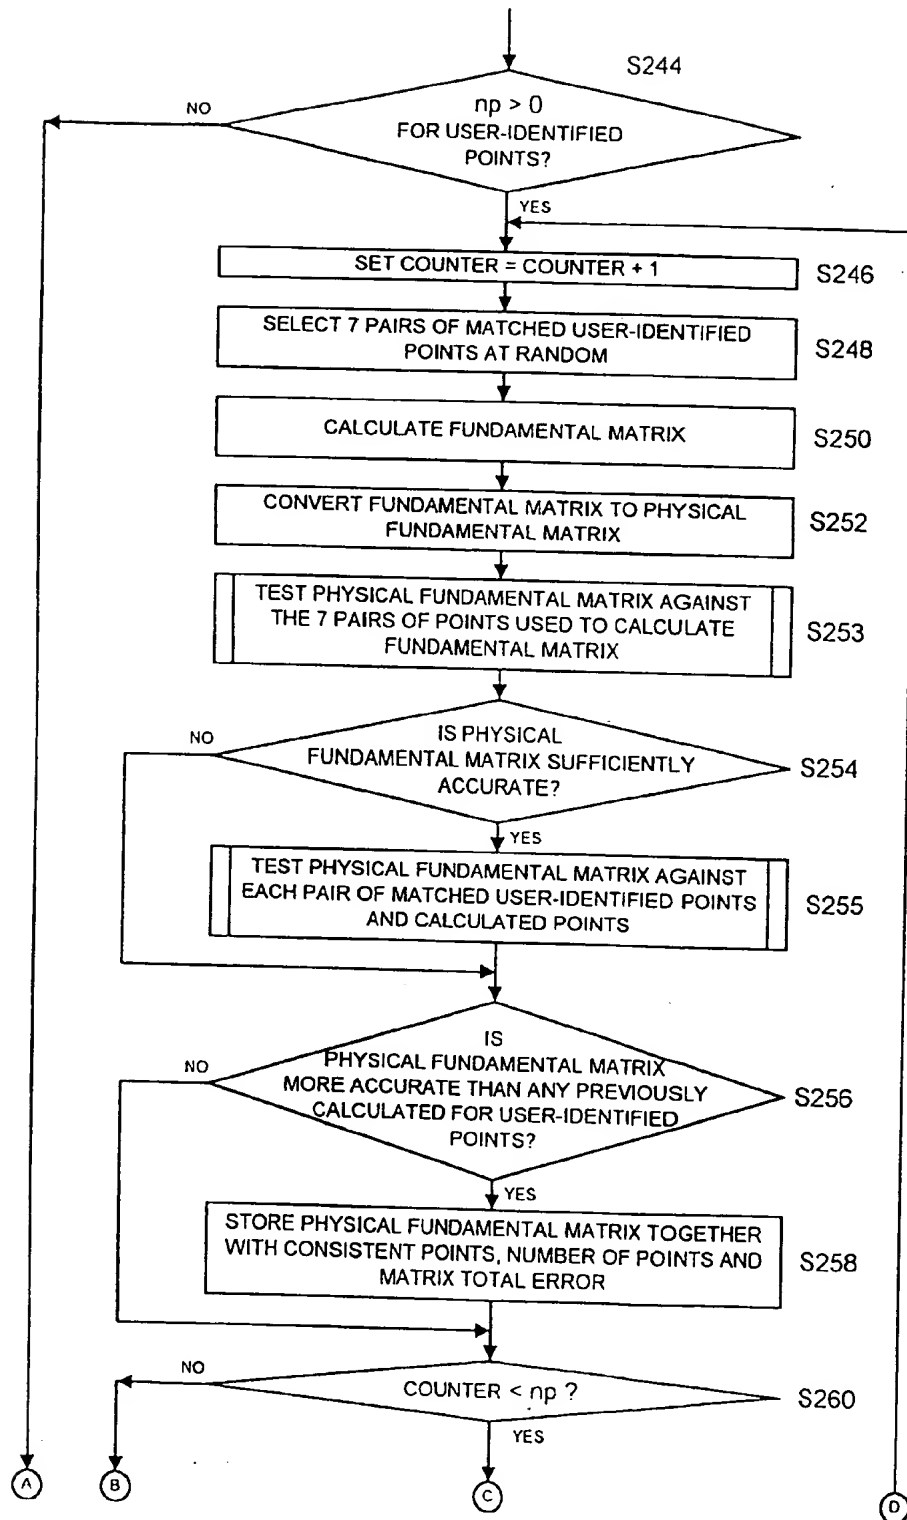 S244
NO
np > 0
FOR USER-IDENTIFIED
POINTS?
YES
SET COUNTER = COUNTER + 1
S246
SELECT 7 PAIRS OF MATCHED USER-IDENTIFIED
POINTS AT RANDOM
S248
CALCULATE FUNDAMENTAL MATRIX
S250
CONVERT FUNDAMENTAL MATRIX TO PHYSICAL
FUNDAMENTAL MATRIX
S252
TEST PHYSICAL FUNDAMENTAL MATRIX AGAINST
THE 7 PAIRS OF POINTS USED TO CALCULATE
FUNDAMENTAL MATRIX
S253
NO
IS PHYSICAL
FUNDAMENTAL MATRIX SUFFICIENTLY
ACCURATE?
S254
YES
TEST PHYSICAL FUNDAMENTAL MATRIX AGAINST
EACH PAIR OF MATCHED USER-IDENTIFIED POINTS
AND CALCULATED POINTS
S255
NO
IS
PHYSICAL FUNDAMENTAL MATRIX
MORE ACCURATE THAN ANY PREVIOUSLY
CALCULATED FOR USER-IDENTIFIED
POINTS?
S256
YES
STORE PHYSICAL FUNDAMENTAL MATRIX TOGETHER
WITH CONSISTENT POINTS, NUMBER OF POINTS AND
MATRIX TOTAL ERROR
S258
NO
COUNTER < np ?
S260
YES
A
B
C
D